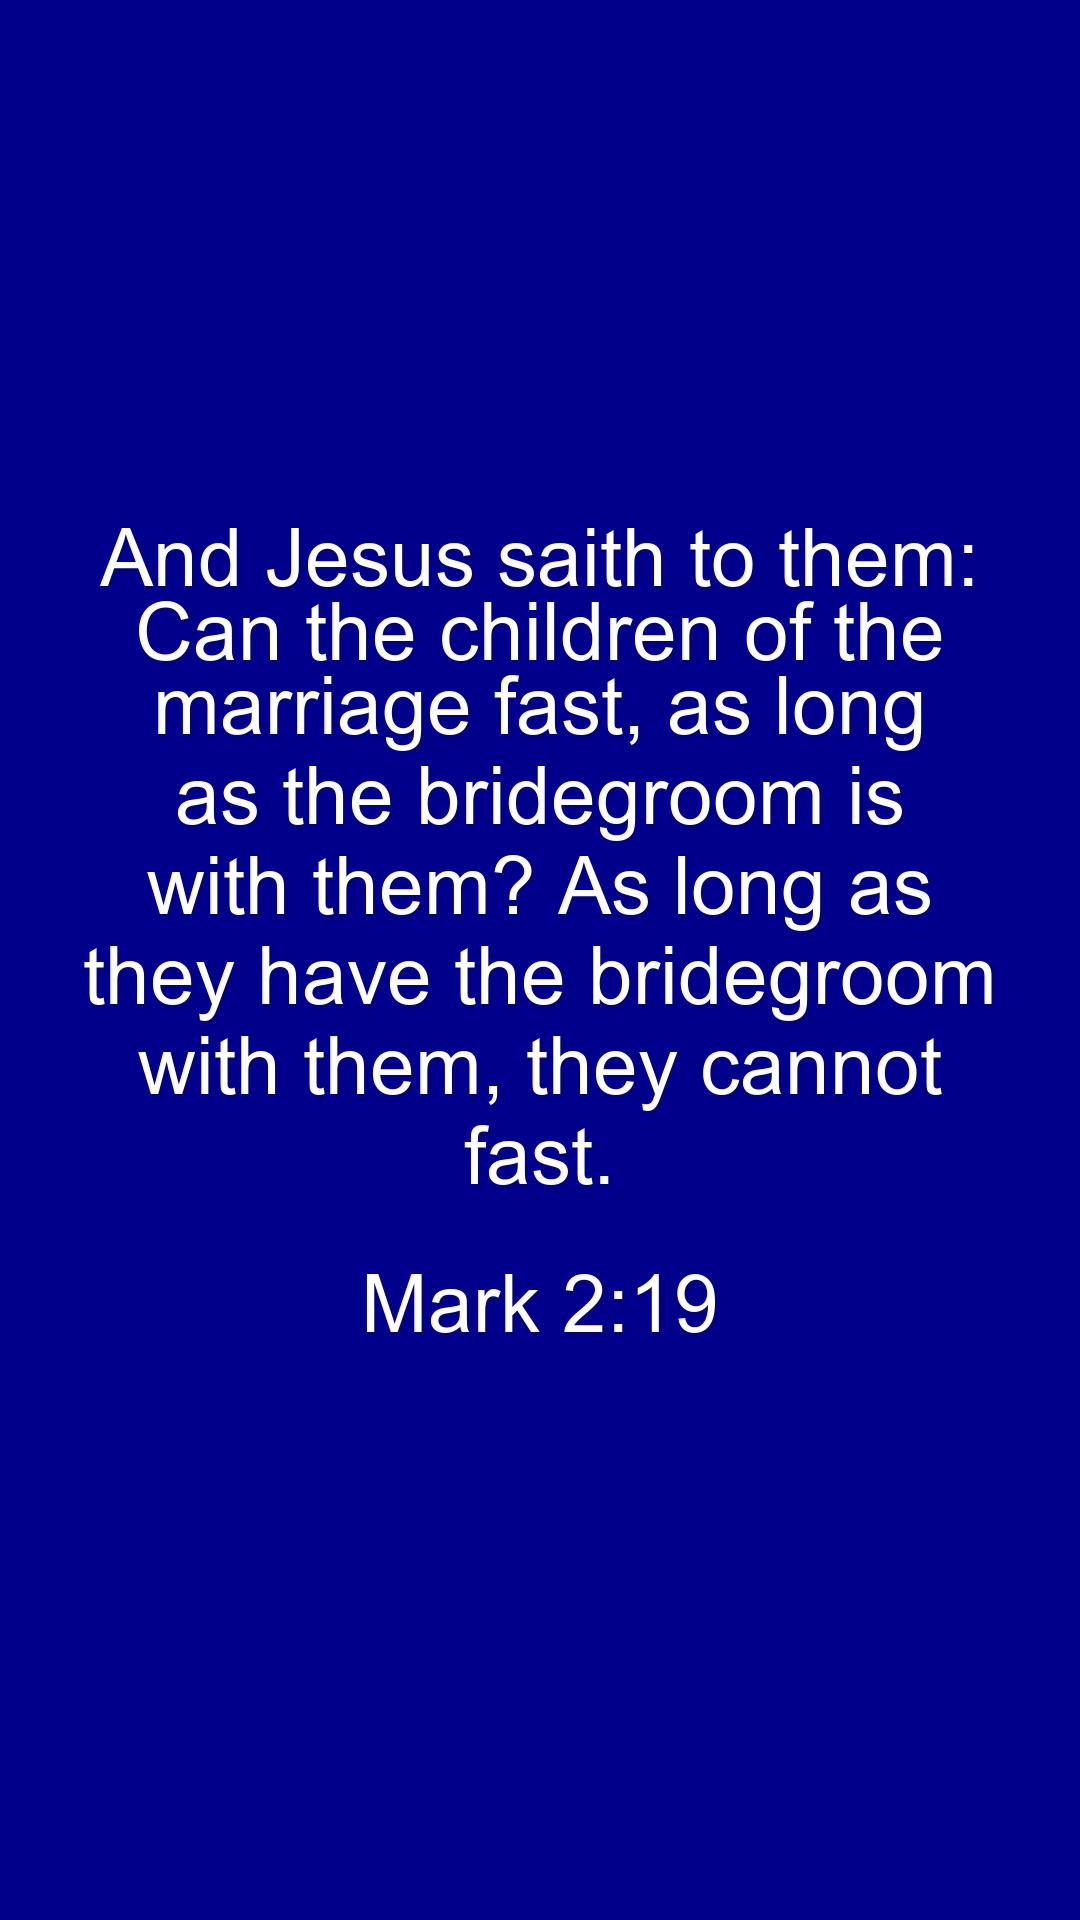 And Jesus saith to them:
Can the children of the
marriage fast, as long
as the bridegroom is
with them? As long as
they have the bridegroom
with them, they cannot
fast.
Mark 2:19